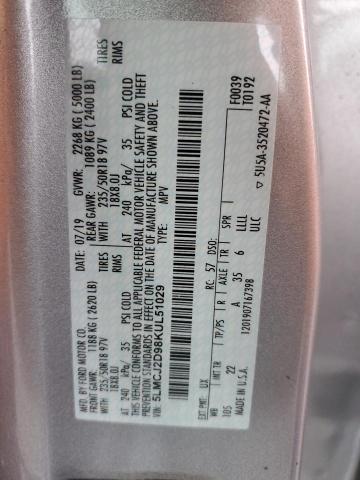 MFD. BY FORD MOTOR CO.
DATE: 07/19 GVWR: 2268 KG (5000 LB)
FRONT GAWR: 1188 KG (2620 LB) REAR GAWR: 1089 KG (2400 LB)
WITH 235/50R18 97V TIRES WITH 235/50R18 97V TIRES
18X8.0J RIMS 18X8.0J RIMS
AT 240 kPa/ 35 PSI COLD AT 240 kPa/ 35 PSI COLD
THIS VEHICLE CONFORMS TO ALL APPLICABLE FEDERAL MOTOR VEHICLE SAFETY AND THEFT
PREVENTION STANDARDS IN EFFECT ON THE DATE OF MANUFACTURE SHOWN ABOVE.
VIN: 5LMCJ2D98KUL51029 TYPE: MPV
F0039
T0192
EXT PNT: UX RC: 57 DSO:
WB INT TR TP/PS R AXLE TR SPR
105 22 A 35 6 LLLL
MADE IN U.S.A. 1201907167398 ULC
5U5A-3520472-AA